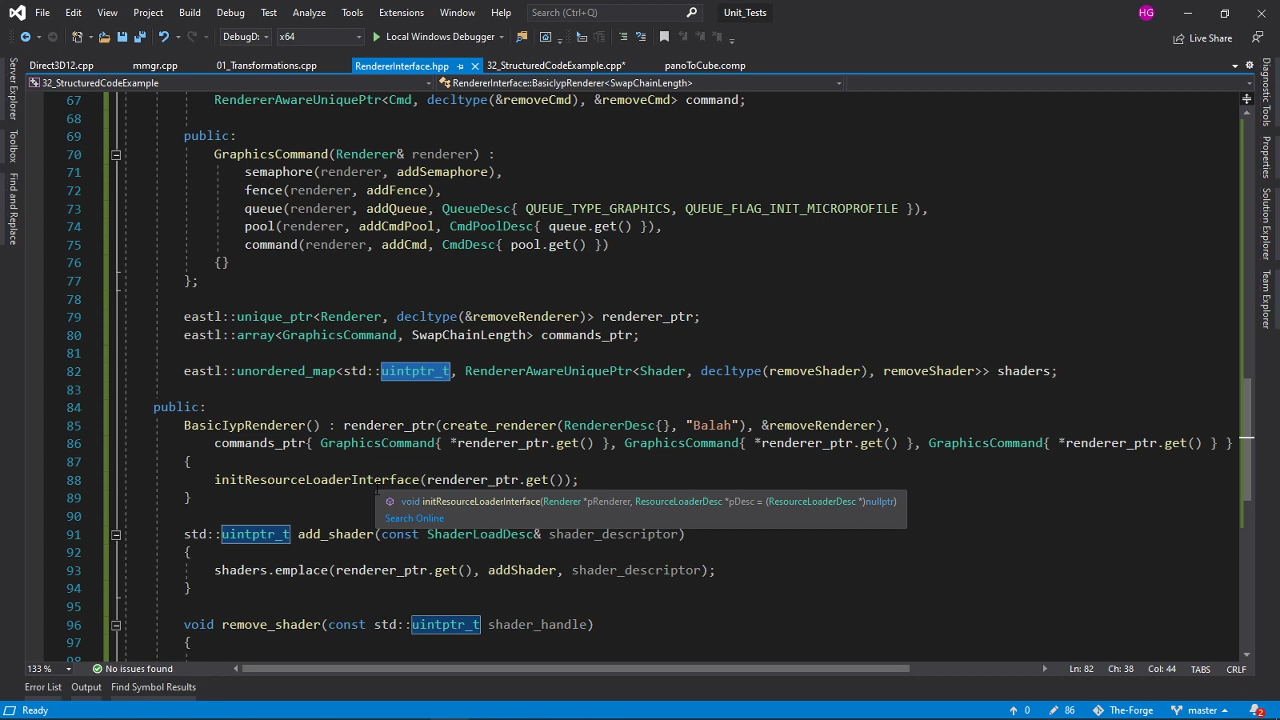 File Edit View Git Project Build Debug Test Analyze Tools Extensions Window Help Search (Ctrl+Q) Unit_Tests HG
DebugD x64 Local Windows Debugger Live Share
Direct3D12.cpp mmgr.cpp 01_Transformations.cpp RendererInterface.hpp 32_StructuredCodeExample.cpp* panoToCube.comp
32_StructuredCodeExample RendererInterface::BasicIypRenderer<SwapChainLength>
Server Explorer
Toolbox
Find and Replace
67 RendererAwareUniquePtr<Cmd, decltype(&removeCmd), &removeCmd> command;
68
69 public:
70 GraphicsCommand(Renderer& renderer) :
71 semaphore(renderer, addSemaphore),
72 fence(renderer, addFence),
73 queue(renderer, addQueue, QueueDesc{ QUEUE_TYPE_GRAPHICS, QUEUE_FLAG_INIT_MICROPROFILE }),
74 pool(renderer, addCmdPool, CmdPoolDesc{ queue.get() }),
75 command(renderer, addCmd, CmdDesc{ pool.get() })
76 {}
77 };
78
79 eastl::unique_ptr<Renderer, decltype(&removeRenderer)> renderer_ptr;
80 eastl::array<GraphicsCommand, SwapChainLength> commands_ptr;
81
82 eastl::unordered_map<std::uintptr_t, RendererAwareUniquePtr<Shader, decltype(removeShader), removeShader>> shaders;
83
84 public:
85 BasicIypRenderer() : renderer_ptr(create_renderer(RendererDesc{}, "Balah"), &removeRenderer),
86 commands_ptr{ GraphicsCommand{ *renderer_ptr.get() }, GraphicsCommand{ *renderer_ptr.get() }, GraphicsCommand{ *renderer_ptr.get() } }
87 {
88 initResourceLoaderInterface(renderer_ptr.get());
89 }
void initResourceLoaderInterface(Renderer *pRenderer, ResourceLoaderDesc *pDesc = (ResourceLoaderDesc *)nullptr)
90
Search Online
91 std::uintptr_t add_shader(const ShaderLoadDesc& shader_descriptor)
92 {
93 shaders.emplace(renderer_ptr.get(), addShader, shader_descriptor);
94 }
95
96 void remove_shader(const std::uintptr_t shader_handle)
97 {
98
Diagnostic Tools
Properties
Solution Explorer
Team Explorer
133 % No issues found Ln: 82 Ch: 38 Col: 44 TABS CRLF
Error List Output Find Symbol Results
Ready 0 86 The-Forge master 2